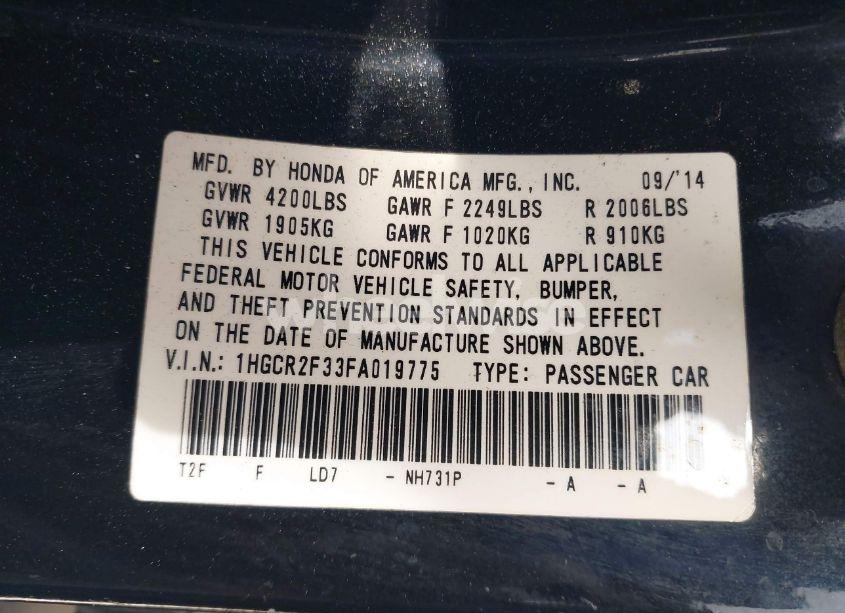 MFD. BY HONDA OF AMERICA MFG., INC. 09/'14
GVWR 4200LBS GAWR F 2249LBS R 2006LBS
GVWR 1905KG GAWR F 1020KG R 910KG
THIS VEHICLE CONFORMS TO ALL APPLICABLE
FEDERAL MOTOR VEHICLE SAFETY, BUMPER,
AND THEFT PREVENTION STANDARDS IN EFFECT
ON THE DATE OF MANUFACTURE SHOWN ABOVE.
V.I.N.: 1HGCR2F33FA019775 TYPE: PASSENGER CAR
T2F F LD7 - NH731P - A - A